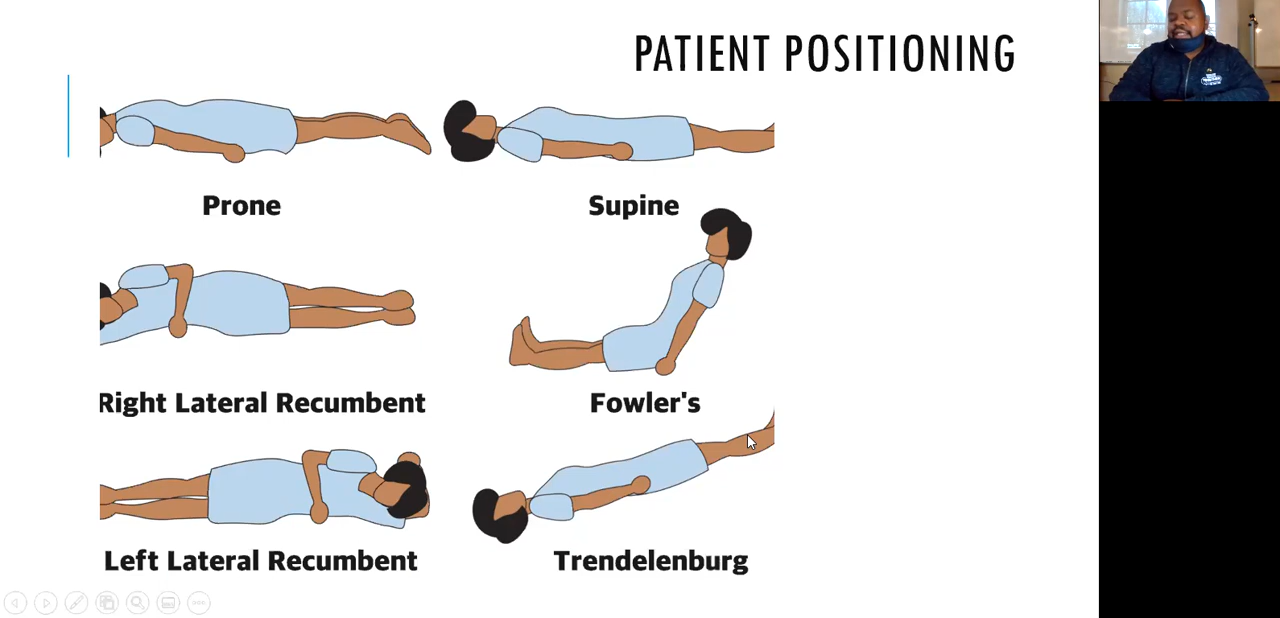 PATIENT POSITIONING
Prone
Supine
Right Lateral Recumbent
Fowler's
Left Lateral Recumbent
Trendelenburg